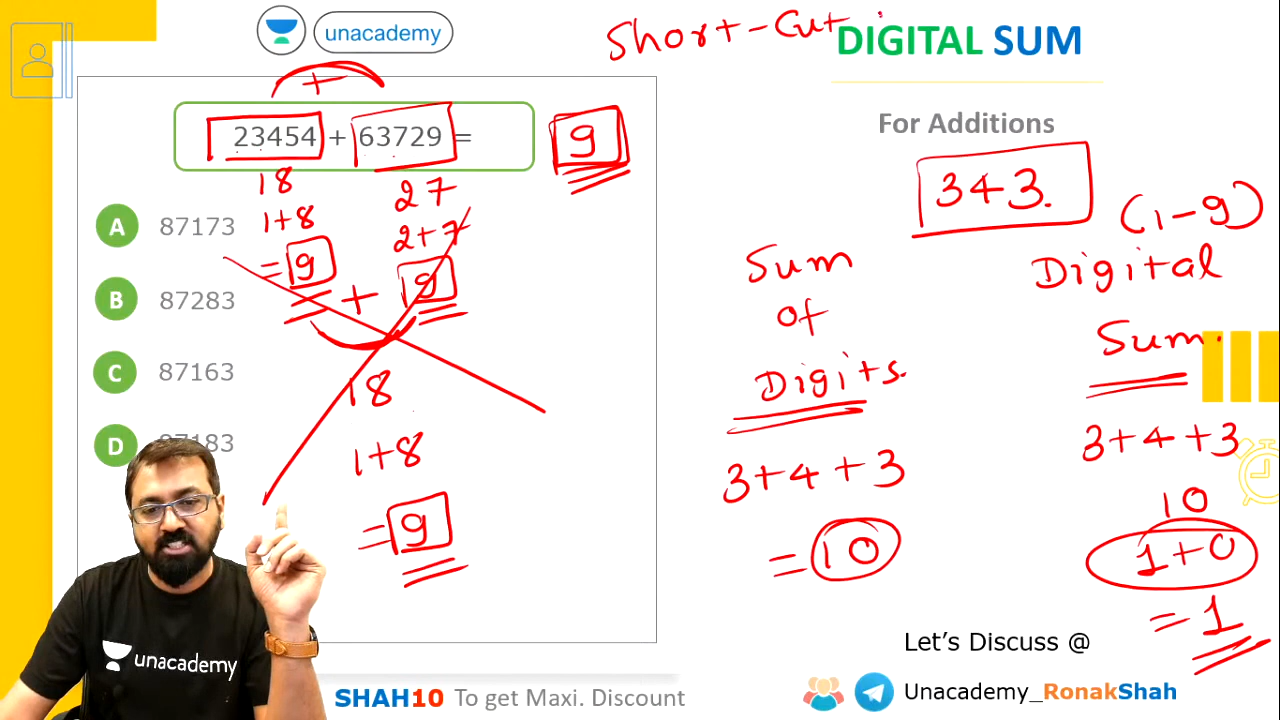 unacademy
Short-Cut
DIGITAL SUM
+
23454 + 63729 =
9
For Additions
343.
(1-9)
18
27
A 87173
1+8
2+7
= 9
+
9
B 87283
Sum
of
Digits.
Digital
Sum.
C 87163
18
D 87183
1+8
= 9
3+4+3
= 10
3+4+3
10
1+0
= 1
unacademy
Let's Discuss @
Unacademy_RonakShah
SHAH10 To get Maxi. Discount